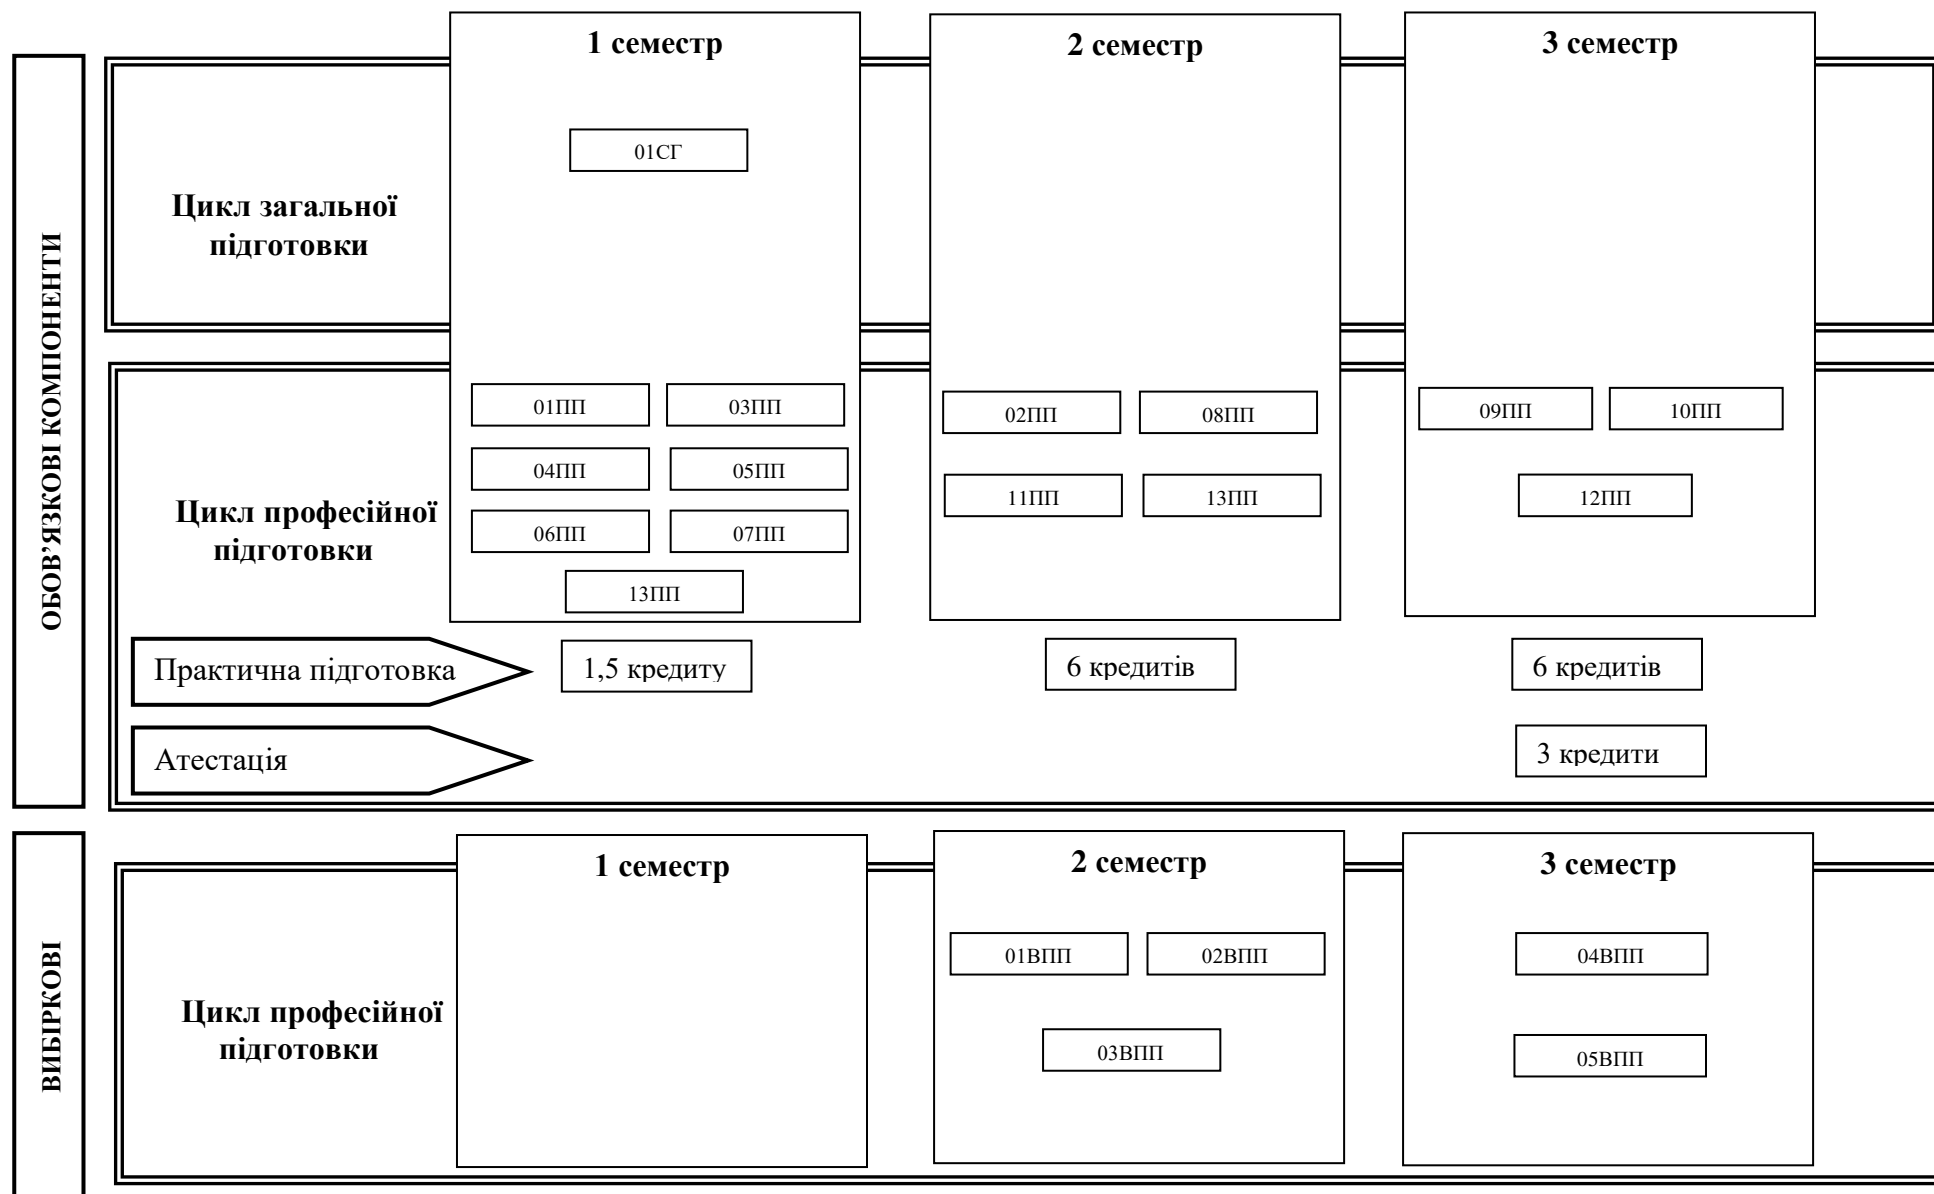 1 семестр
2 семестр
3 семестр
ОБОВ’ЯЗКОВІ КОМПОНЕНТИ
Цикл загальної
підготовки
01СГ
Цикл професійної
підготовки
01ПП
03ПП
04ПП
05ПП
06ПП
07ПП
13ПП
02ПП
08ПП
11ПП
13ПП
09ПП
10ПП
12ПП
Практична підготовка
1,5 кредиту
6 кредитів
6 кредитів
Атестація
3 кредити
ВИБІРКОВІ
1 семестр
2 семестр
3 семестр
Цикл професійної
підготовки
01ВПП
02ВПП
03ВПП
04ВПП
05ВПП